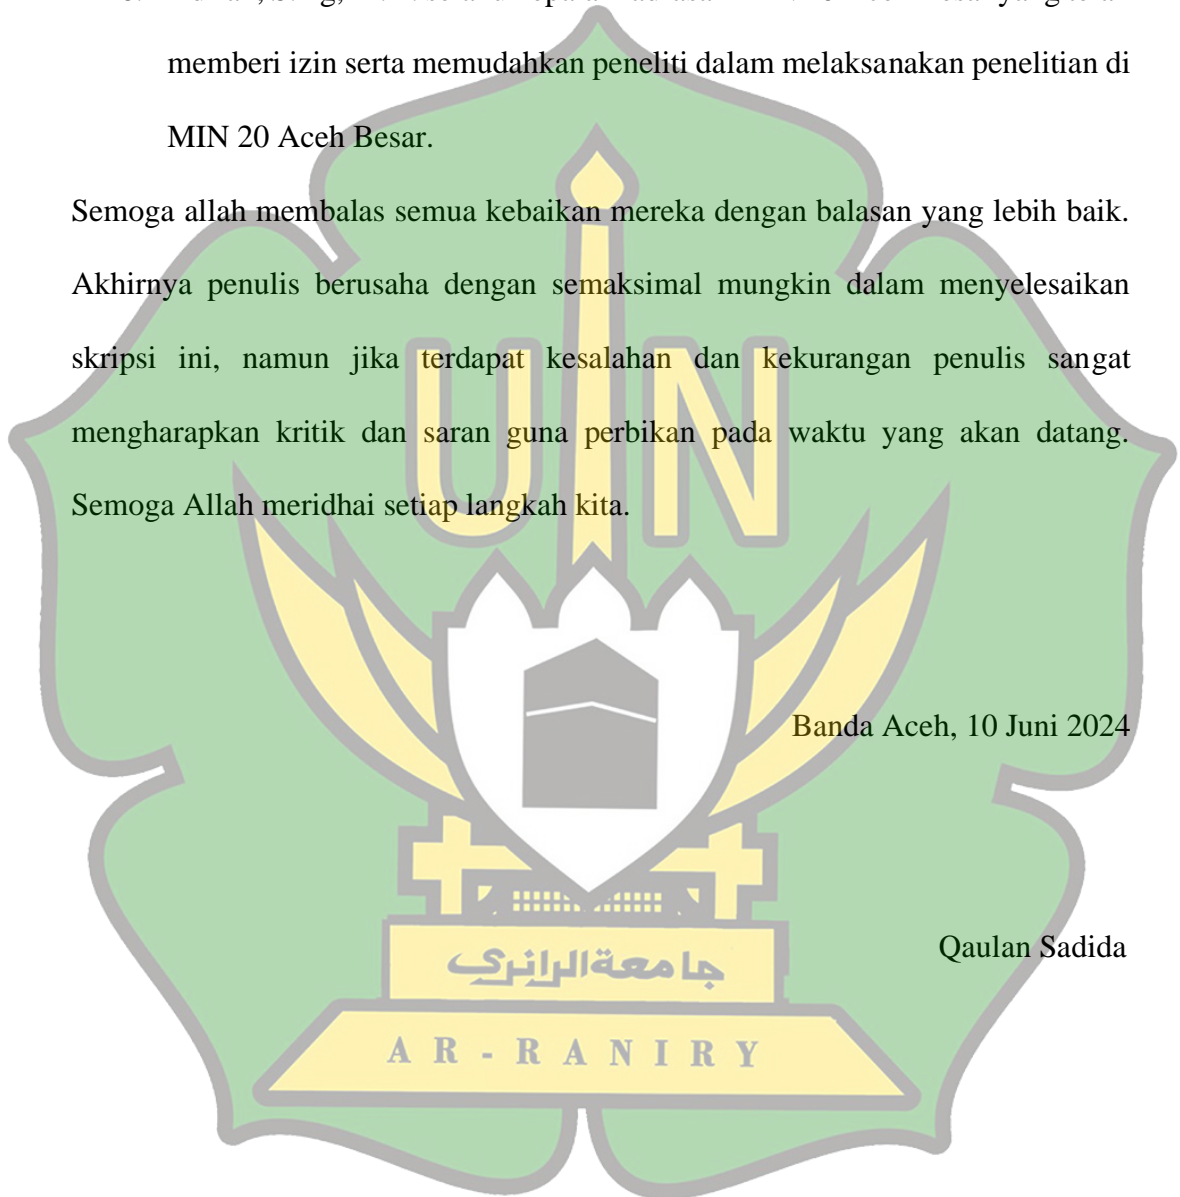 memberi izin serta memudahkan peneliti dalam melaksanakan penelitian di
MIN 20 Aceh Besar.
Semoga allah membalas semua kebaikan mereka dengan balasan yang lebih baik.
Akhirnya penulis berusaha dengan semaksimal mungkin dalam menyelesaikan
skripsi ini, namun jika terdapat kesalahan dan kekurangan penulis sangat
mengharapkan kritik dan saran guna perbikan pada waktu yang akan datang.
Semoga Allah meridhai setiap langkah kita.
UIN
Banda Aceh, 10 Juni 2024
Qaulan Sadida
جامعةالرانري
AR-RANIRY